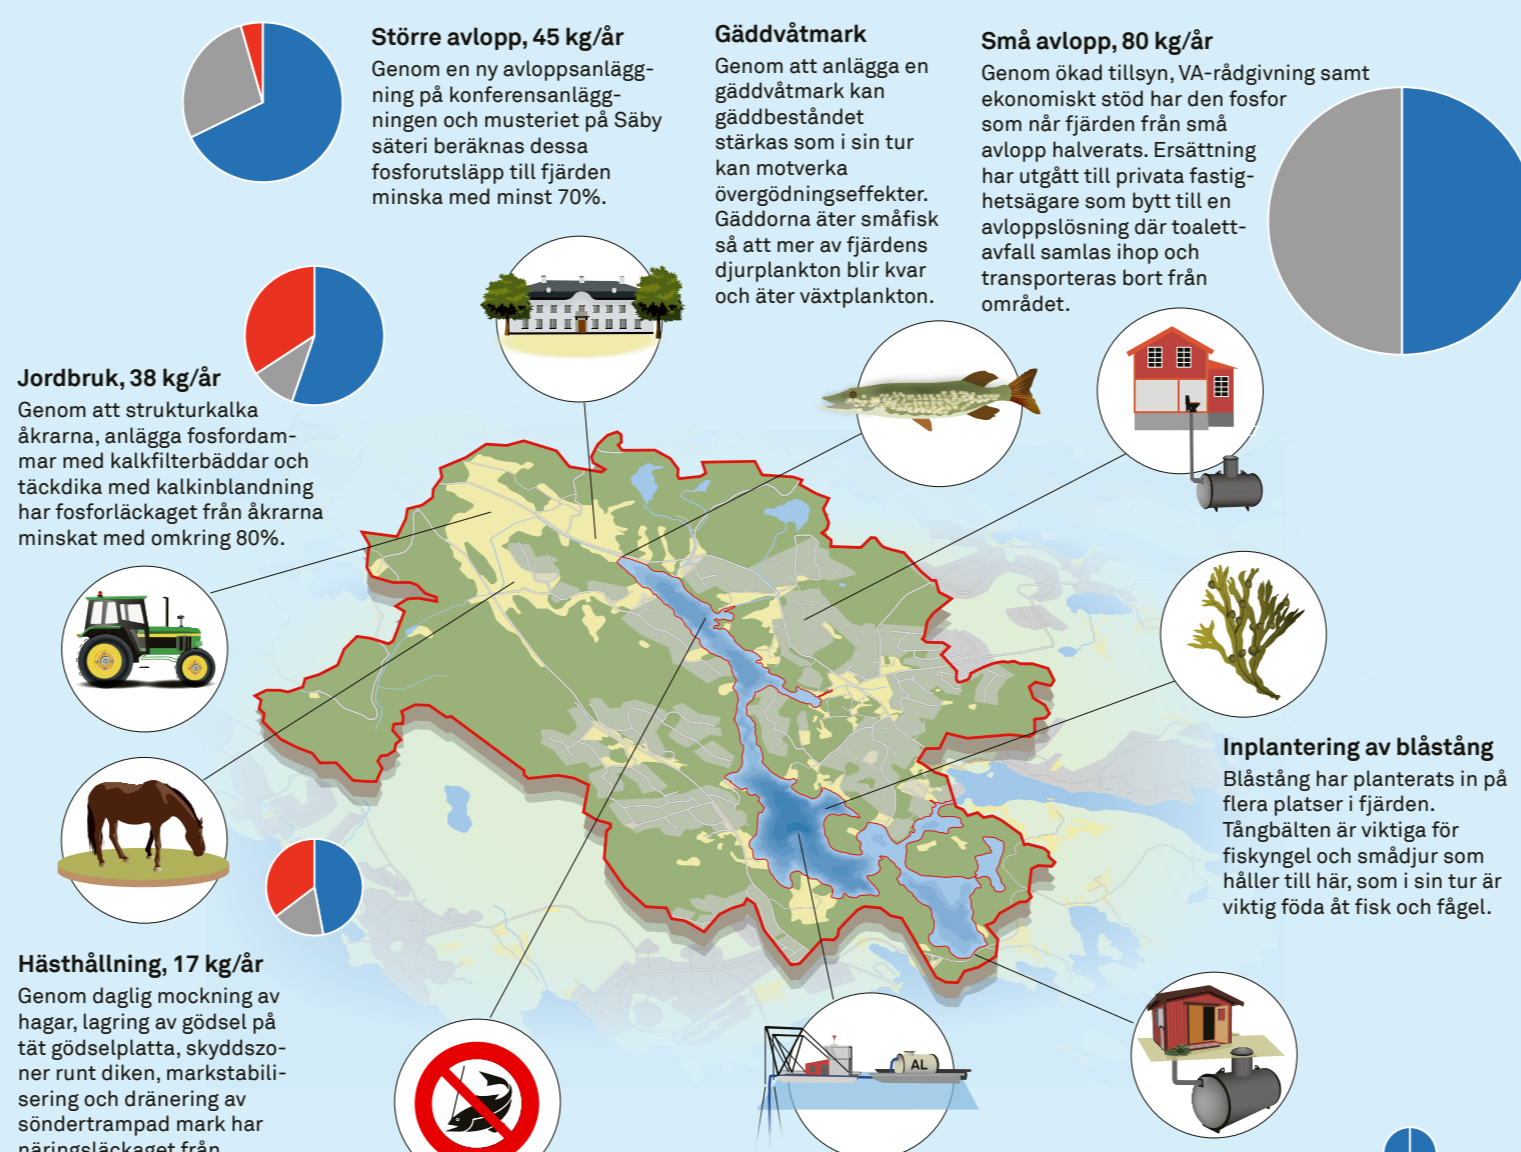 Större avlopp, 45 kg/år
Genom en ny avloppsanlägg-
ning på konferensanlägg-
ningen och musteriet på Säby
säteri beräknas dessa
fosforutsläpp till fjärden
minska med minst 70%.
Gäddvåtmark
Genom att anlägga en
gäddvåtmark kan
gäddbeståndet
stärkas som i sin tur
kan motverka
övergödningseffekter.
Gäddorna äter småfisk
så att mer av fjärdens
djurplankton blir kvar
och äter växtplankton.
Små avlopp, 80 kg/år
Genom ökad tillsyn, VA-rådgivning samt
ekonomiskt stöd har den fosfor
som når fjärden från små
avlopp halverats. Ersättning
har utgått till privata fastig-
hetsägare som bytt till en
avloppslösning där toalett-
avfall samlas ihop och
transporteras bort från
området.
Jordbruk, 38 kg/år
Genom att strukturkalka
åkrarna, anlägga fosfordam-
mar med kalkfilterbäddar och
täckdika med kalkinblandning
har fosforläckaget från åkrarna
minskat med omkring 80%.
Inplantering av blåstång
Blåstång har planterats in på
flera platser i fjärden.
Tångbälten är viktiga för
fiskyngel och smådjur som
håller till här, som i sin tur är
viktig föda åt fisk och fågel.
Hästhållning, 17 kg/år
Genom daglig mockning av
hagar, lagring av gödsel på
tät gödselplatta, skyddszo-
ner runt diken, markstabili-
sering och dränering av
söndertrampad mark har
näringsläckaget från
AL